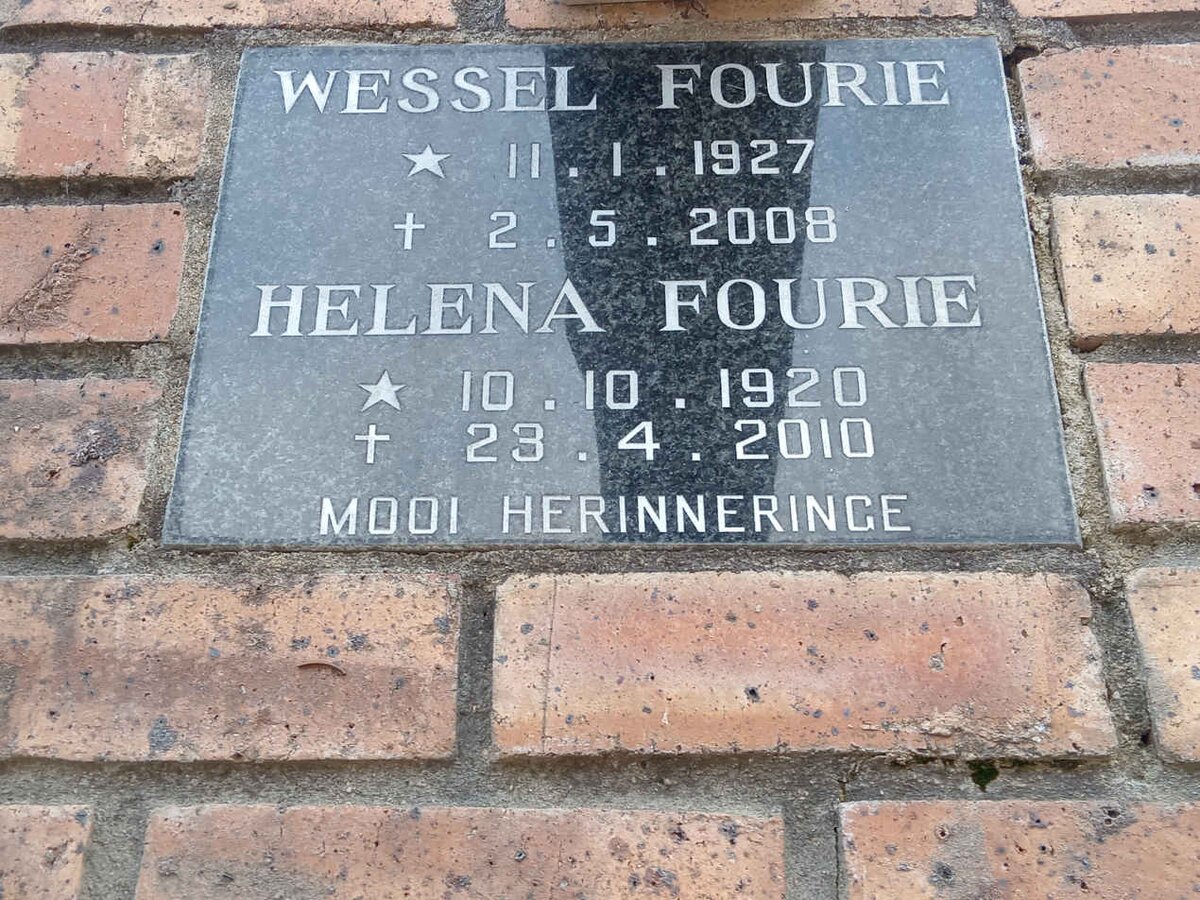 WESSEL FOURIE
★ 11.1.1927
✝ 2.5.2008
HELENA FOURIE
★ 10.10.1920
✝ 23.4.2010
MOOI HERINNERINGE